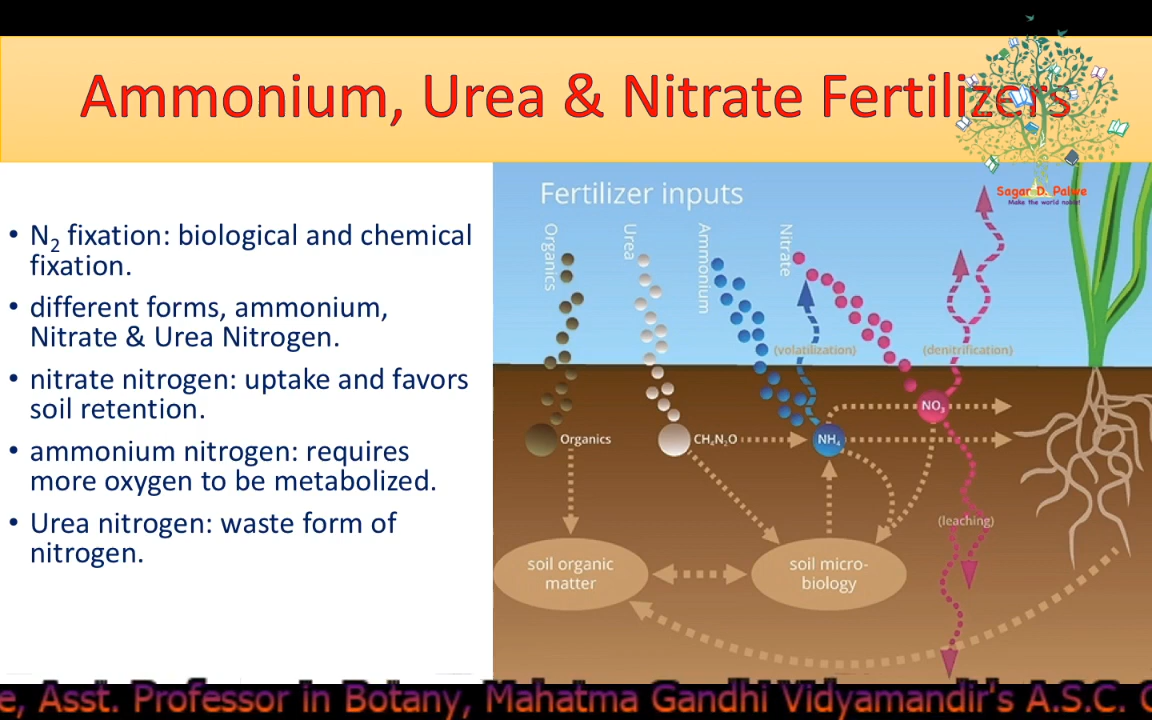 Ammonium, Urea & Nitrate Fertilizers
Sagar D. Palwe
Make the world noble!
• N₂ fixation: biological and chemical
fixation.
• different forms, ammonium,
Nitrate & Urea Nitrogen.
• nitrate nitrogen: uptake and favors
soil retention.
• ammonium nitrogen: requires
more oxygen to be metabolized.
• Urea nitrogen: waste form of
nitrogen.
Fertilizer inputs
Organics
Urea
Ammonium
Nitrate
(volatilization)
(denitrification)
NO₃
Organics
CH₄N₂O
NH₄
(leaching)
soil organic
matter
soil micro-
biology
e, Asst. Professor in Botany, Mahatma Gandhi Vidyamandir's A.S.C.